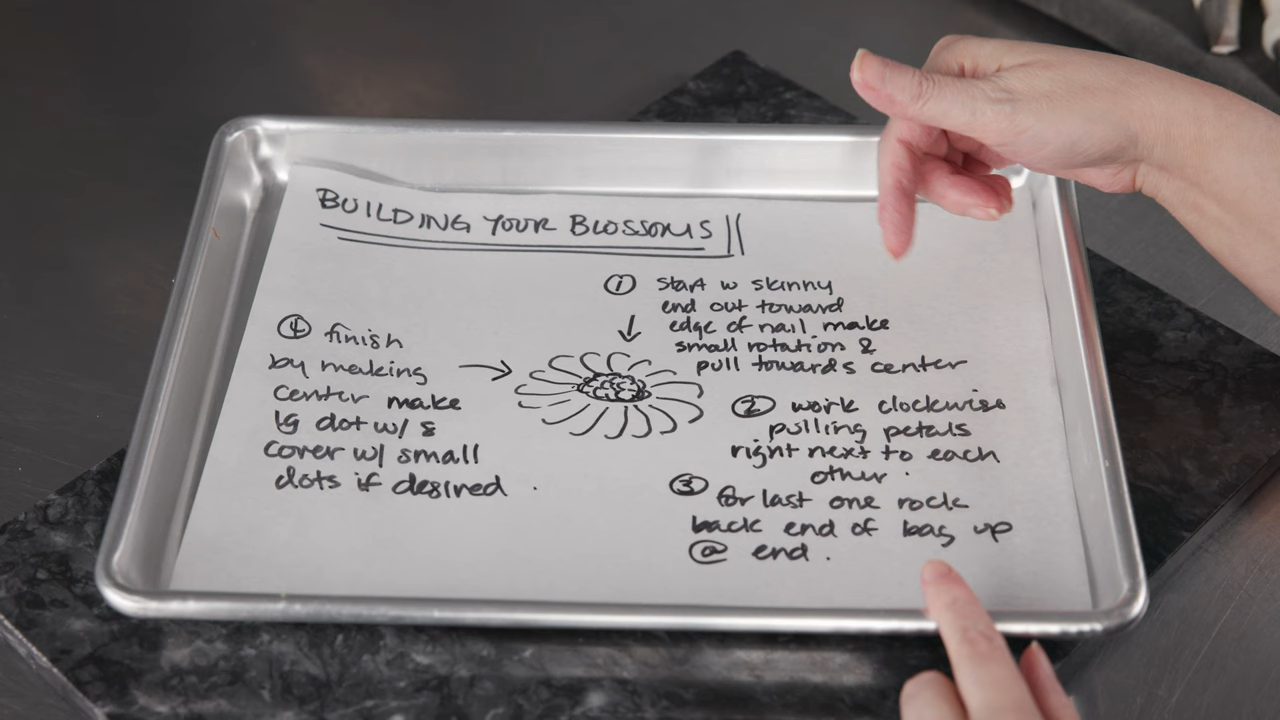 BUILDING YOUR BLOSSOMS
① start w skinny
end out toward
edge of nail make
small rotation &
pull towards center
② work clockwise
pulling petals
right next to each
other.
③ for last one rock
back end of bag up
@ end.
④ finish
by making
center make
lg dot w/ 8
cover w/ small
dots if desired.